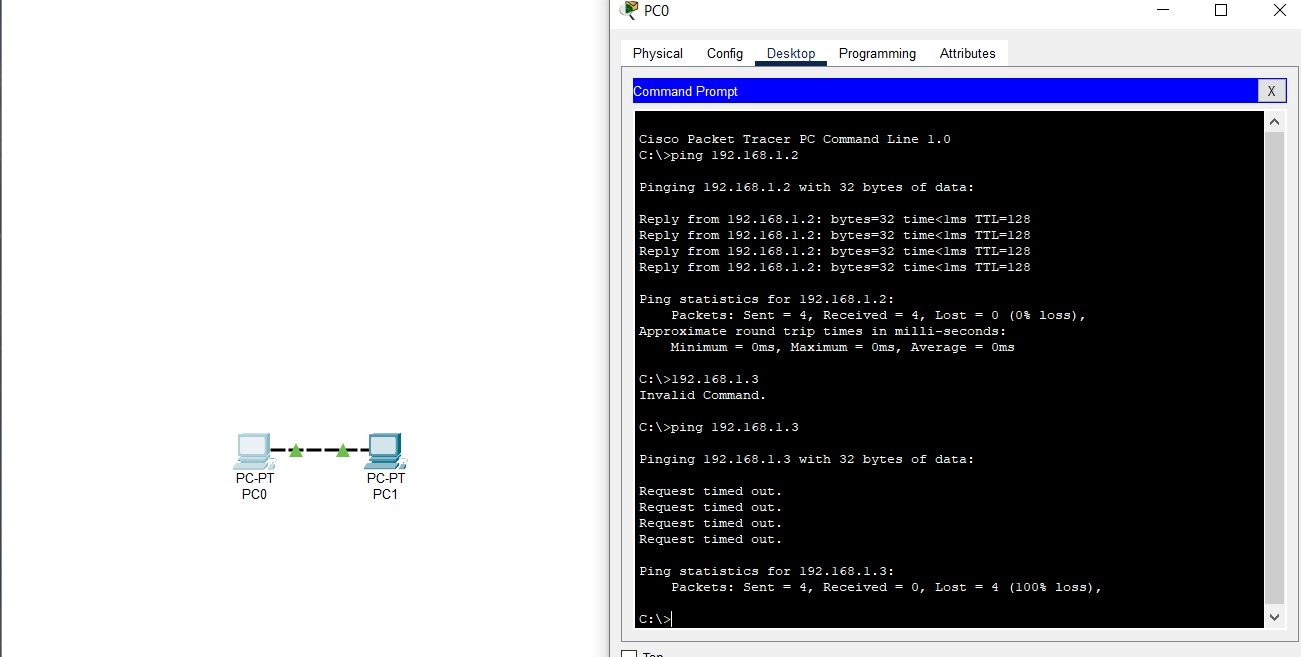 PC0
Physical Config Desktop Programming Attributes
Command Prompt
X
Cisco Packet Tracer PC Command Line 1.0
C:\>ping 192.168.1.2
Pinging 192.168.1.2 with 32 bytes of data:
Reply from 192.168.1.2: bytes=32 time<1ms TTL=128
Reply from 192.168.1.2: bytes=32 time<1ms TTL=128
Reply from 192.168.1.2: bytes=32 time<1ms TTL=128
Reply from 192.168.1.2: bytes=32 time<1ms TTL=128
Ping statistics for 192.168.1.2:
Packets: Sent = 4, Received = 4, Lost = 0 (0% loss),
Approximate round trip times in milli-seconds:
Minimum = 0ms, Maximum = 0ms, Average = 0ms
C:\>192.168.1.3
Invalid Command.
C:\>ping 192.168.1.3
Pinging 192.168.1.3 with 32 bytes of data:
Request timed out.
Request timed out.
Request timed out.
Request timed out.
Ping statistics for 192.168.1.3:
Packets: Sent = 4, Received = 0, Lost = 4 (100% loss),
C:\>
PC-PT
PC0
PC-PT
PC1